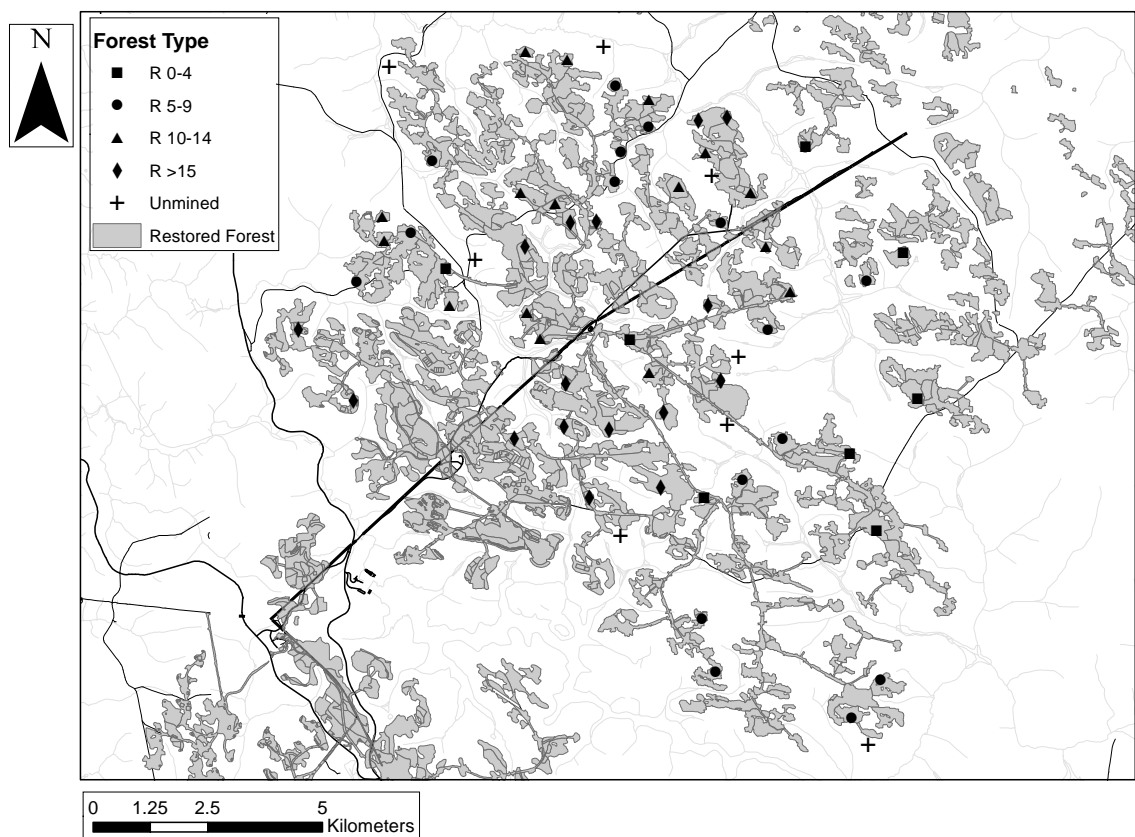 N
Forest Type
R 0-4
R 5-9
R 10-14
R >15
Unmined
Restored Forest
0 1.25 2.5 5
Kilometers